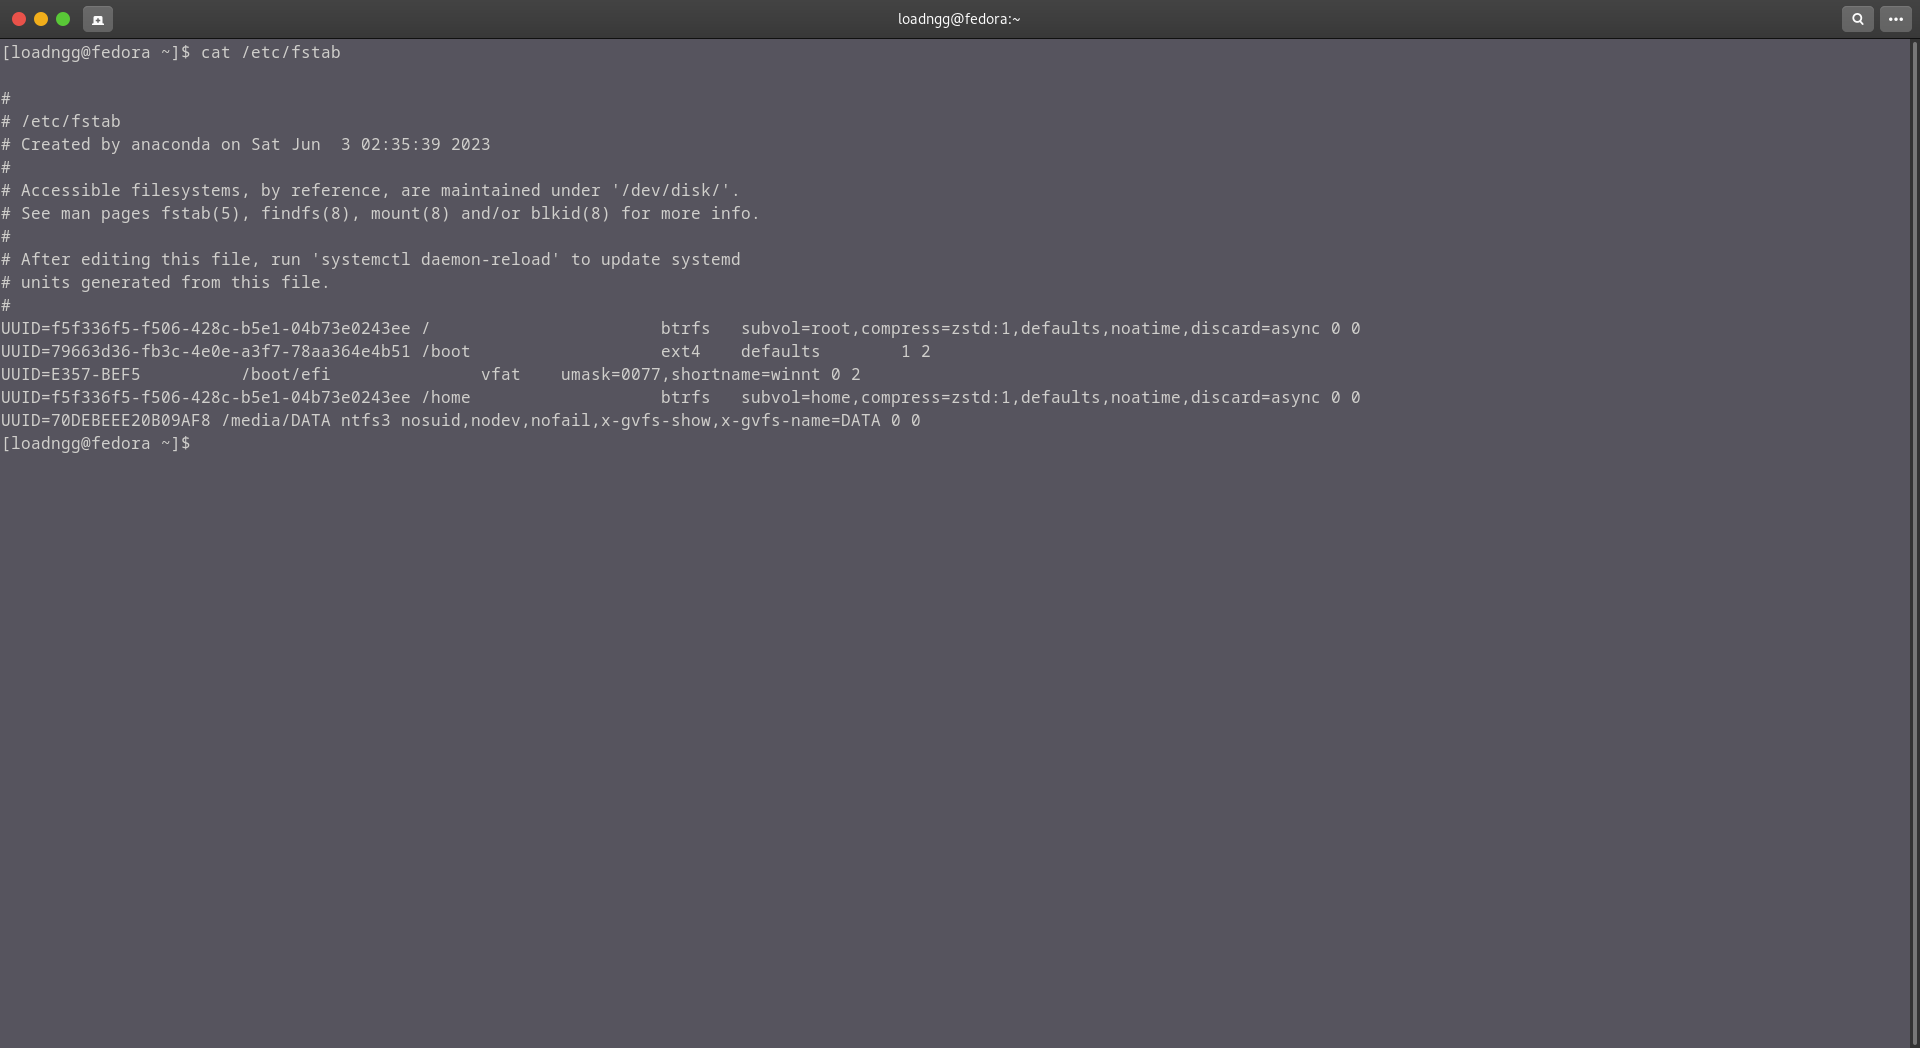 loadngg@fedora:~
[loadngg@fedora ~]$ cat /etc/fstab

#
# /etc/fstab
# Created by anaconda on Sat Jun  3 02:35:39 2023
#
# Accessible filesystems, by reference, are maintained under '/dev/disk/'.
# See man pages fstab(5), findfs(8), mount(8) and/or blkid(8) for more info.
#
# After editing this file, run 'systemctl daemon-reload' to update systemd
# units generated from this file.
#
UUID=f5f336f5-f506-428c-b5e1-04b73e0243ee /                       btrfs   subvol=root,compress=zstd:1,defaults,noatime,discard=async 0 0
UUID=79663d36-fb3c-4e0e-a3f7-78aa364e4b51 /boot                   ext4    defaults        1 2
UUID=E357-BEF5          /boot/efi               vfat    umask=0077,shortname=winnt 0 2
UUID=f5f336f5-f506-428c-b5e1-04b73e0243ee /home                   btrfs   subvol=home,compress=zstd:1,defaults,noatime,discard=async 0 0
UUID=70DEBEEE20B09AF8 /media/DATA ntfs3 nosuid,nodev,nofail,x-gvfs-show,x-gvfs-name=DATA 0 0
[loadngg@fedora ~]$